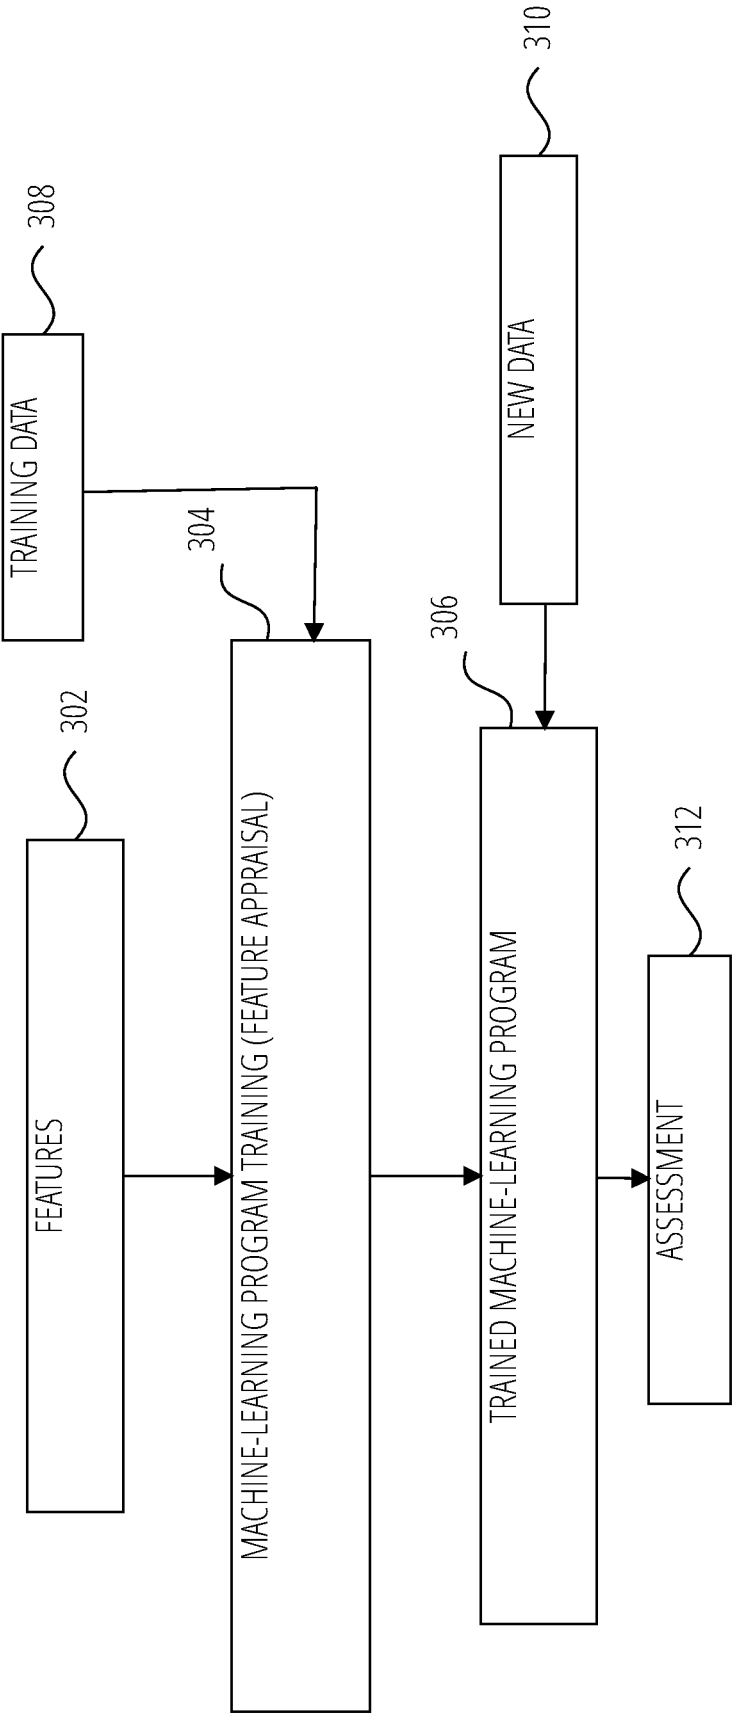 308
TRAINING DATA
302
FEATURES
304
MACHINE-LEARNING PROGRAM TRAINING (FEATURE APPRAISAL)
310
NEW DATA
306
TRAINED MACHINE-LEARNING PROGRAM
312
ASSESSMENT